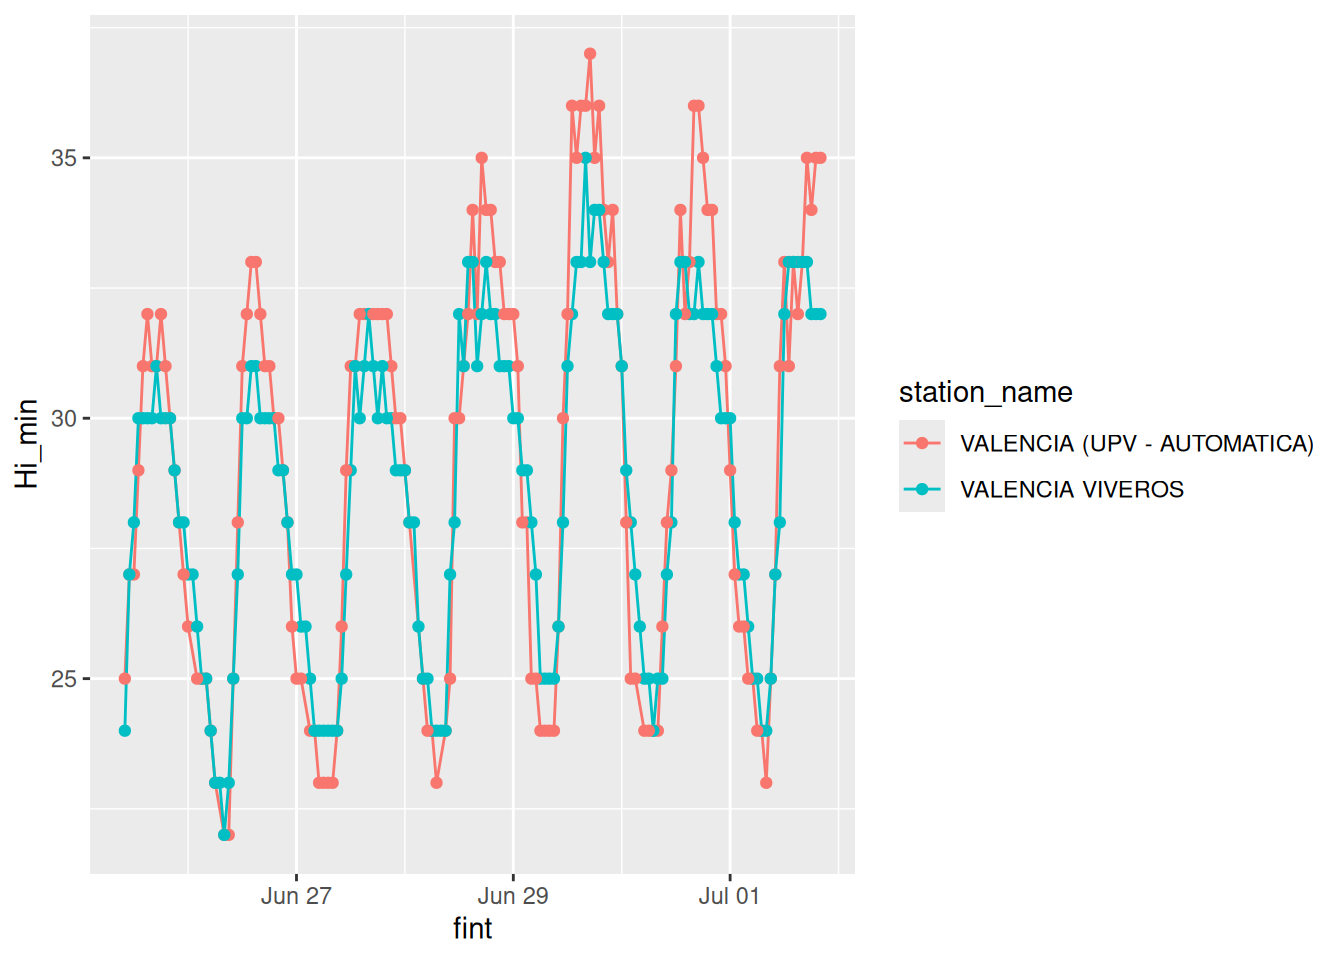 35
30
25
Hi_min
Jun 27
Jun 29
Jul 01
fint
station_name
VALENCIA (UPV - AUTOMATICA)
VALENCIA VIVEROS